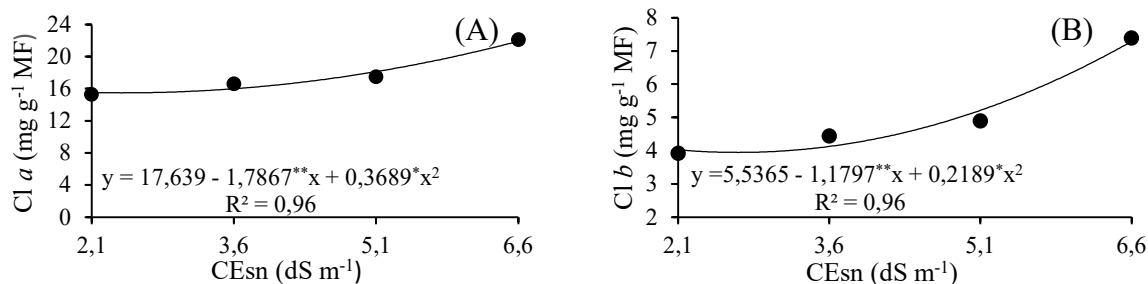 (A)
Cl a (mg g⁻¹ MF)
24
20
16
12
8
4
0
y = 17,639 - 1,7867**x + 0,3689*x²
R² = 0,96
2,1 3,6 5,1 6,6
CEsn (dS m⁻¹)
(B)
Cl b (mg g⁻¹ MF)
8
7
6
5
4
3
2
y =5,5365 - 1,1797**x + 0,2189*x²
R² = 0,96
2,1 3,6 5,1 6,6
CEsn (dS m⁻¹)